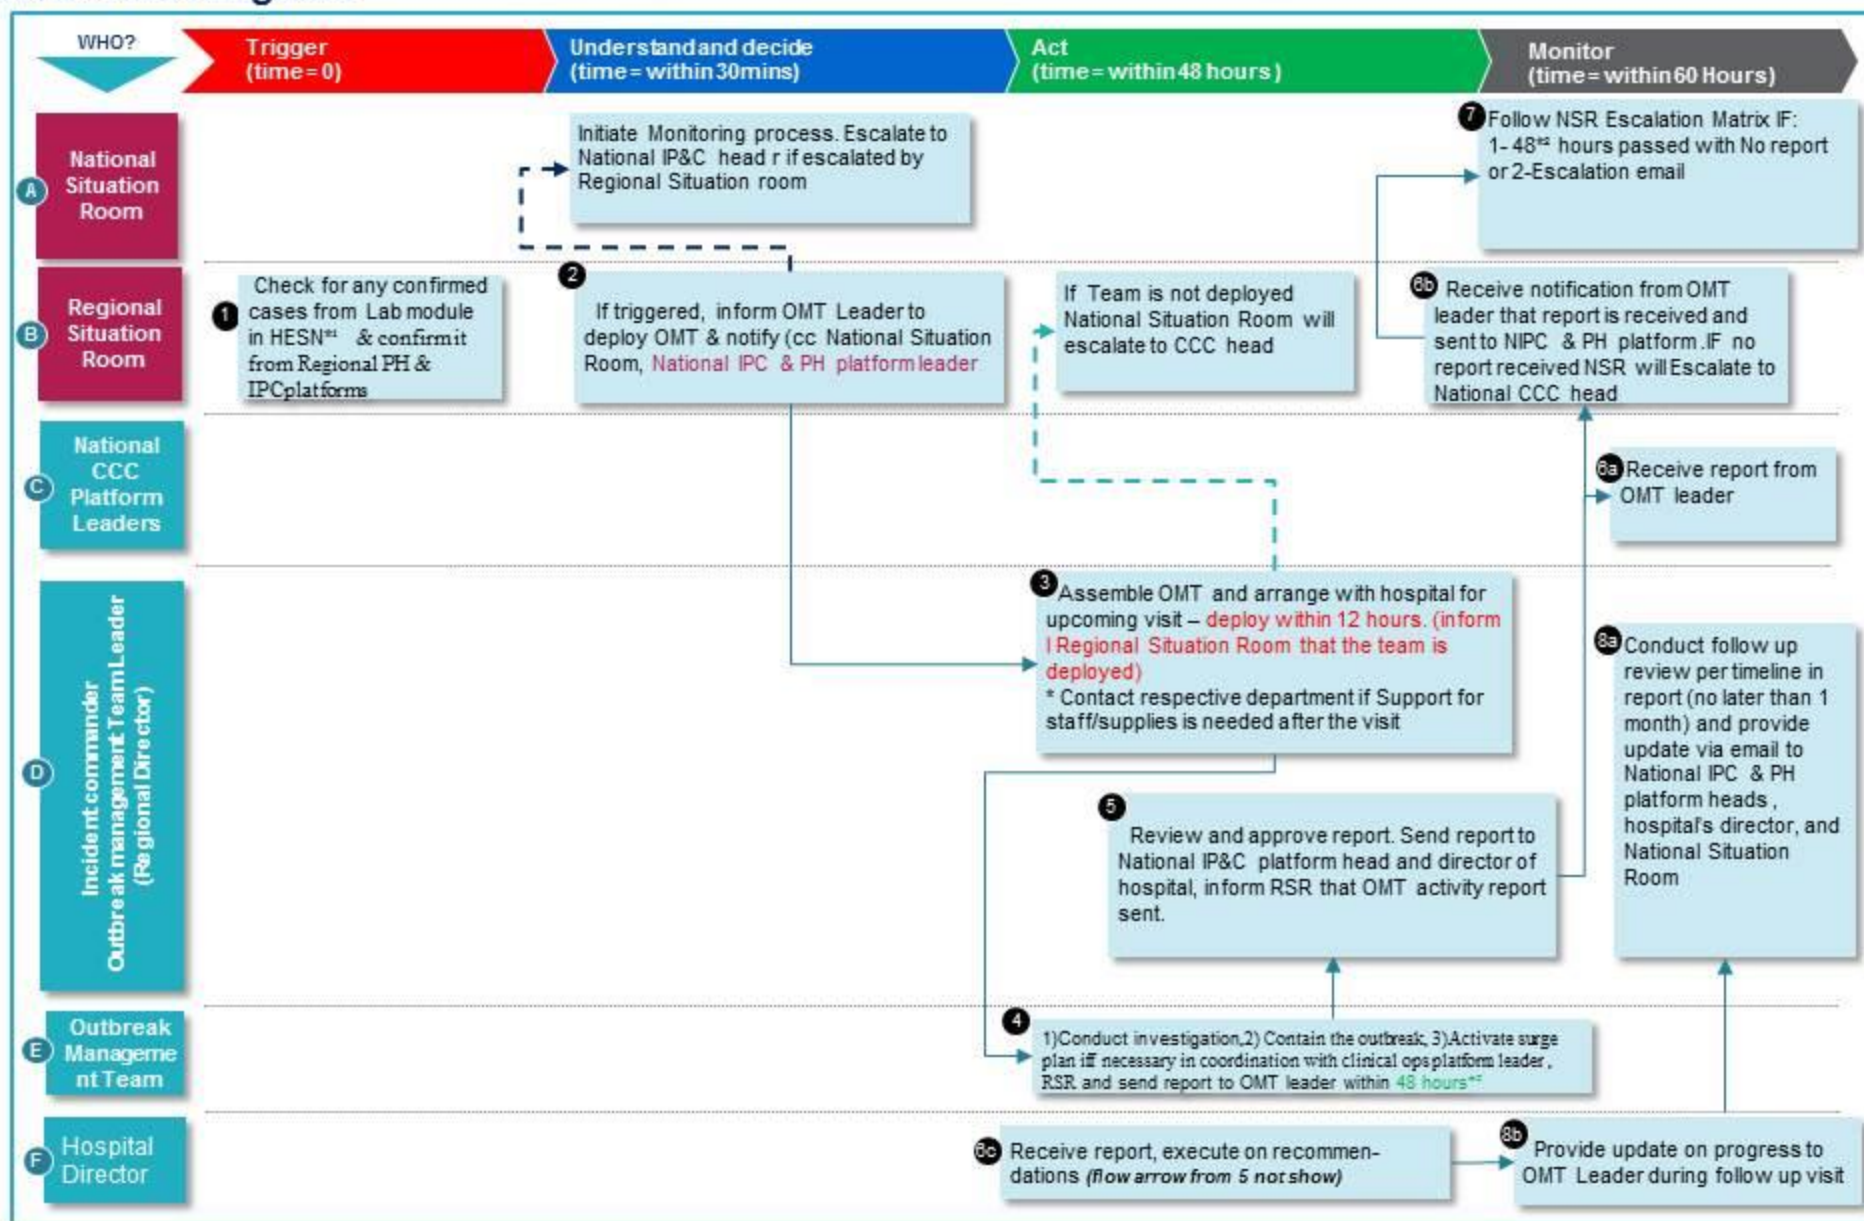 WHO?
Trigger
(time= 0)
Understand and decide
(time= within 30mins)
Act
(time= within 48 hours )
Monitor
(time= within 60 Hours)
A
National
Situation
Room
Initiate Monitoring process. Escalate to
National IP&C head r if escalated by
Regional Situation room
7
Follow NSR Escalation Matrix IF:
1- 48*² hours passed with No report
or 2-Escalation email
B
Regional
Situation
Room
1
Check for any confirmed
cases from Lab module
in HESN*¹ & confirm it
from Regional PH &
IPCplatforms
2
If triggered, inform OMT Leader to
deploy OMT & notify (cc National Situation
Room, National IPC & PH platform leader
If Team is not deployed
National Situation Room will
escalate to CCC head
6b
Receive notification from OMT
leader that report is received and
sent to NIPC & PH platform .IF no
report received NSR will Escalate to
National CCC head
C
National
CCC
Platform
Leaders
6a
Receive report from
OMT leader
D
Incident commander
Outbreak management Team Leader
(Regional Director)
3
Assemble OMT and arrange with hospital for
upcoming visit – deploy within 12 hours. (inform
l Regional Situation Room that the team is
deployed)
* Contact respective department if Support for
staff/supplies is needed after the visit
5
Review and approve report. Send report to
National IP&C platform head and director of
hospital, inform RSR that OMT activity report
sent.
8a
Conduct follow up
review per timeline in
report (no later than 1
month) and provide
update via email to
National IPC & PH
platform heads ,
hospital's director, and
National Situation
Room
E
Outbreak
Manageme
nt Team
4
1)Conduct investigation,2) Contain the outbreak, 3)Activate surge
plan iff necessary in coordination with clinical ops platform leader ,
RSR and send report to OMT leader within 48 hours*²
F
Hospital
Director
6c
Receive report, execute on recommen-
dations (flow arrow from 5 not show)
8b
Provide update on progress to
OMT Leader during follow up visit